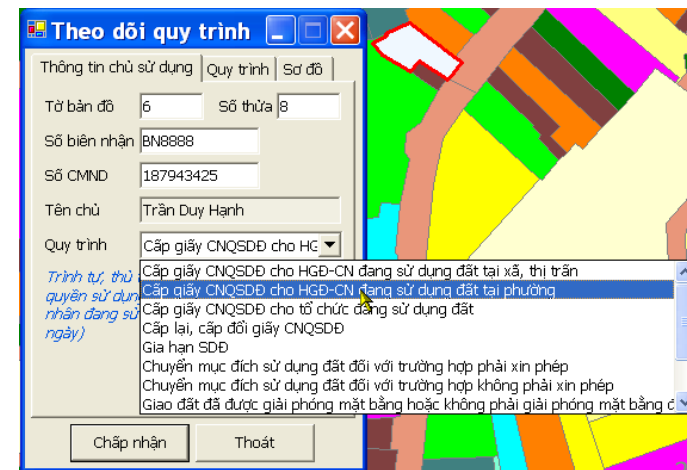 Theo dõi quy trình
Thông tin chủ sử dụng Quy trình Sơ đồ
Tờ bản đồ 6 Số thửa 8
Số biên nhận BN8888
Số CMND 187943425
Tên chủ Trần Duy Hạnh
Quy trình Cấp giấy CNQSDĐ cho HG
Trình tự, thủ
quyền sử dụn
nhân đang sử
ngày)
Cấp giấy CNQSDĐ cho HGĐ-CN đang sử dụng đất tại xã, thị trấn
Cấp giấy CNQSDĐ cho HGĐ-CN đang sử dụng đất tại phường
Cấp giấy CNQSDĐ cho tổ chức đang sử dụng đất
Cấp lại, cấp đổi giấy CNQSDĐ
Gia hạn SDĐ
Chuyển mục đích sử dụng đất đối với trường hợp phải xin phép
Chuyển mục đích sử dụng đất đối với trường hợp không phải xin phép
Giao đất đã được giải phóng mặt bằng hoặc không phải giải phóng mặt bằng
Chấp nhận Thoát